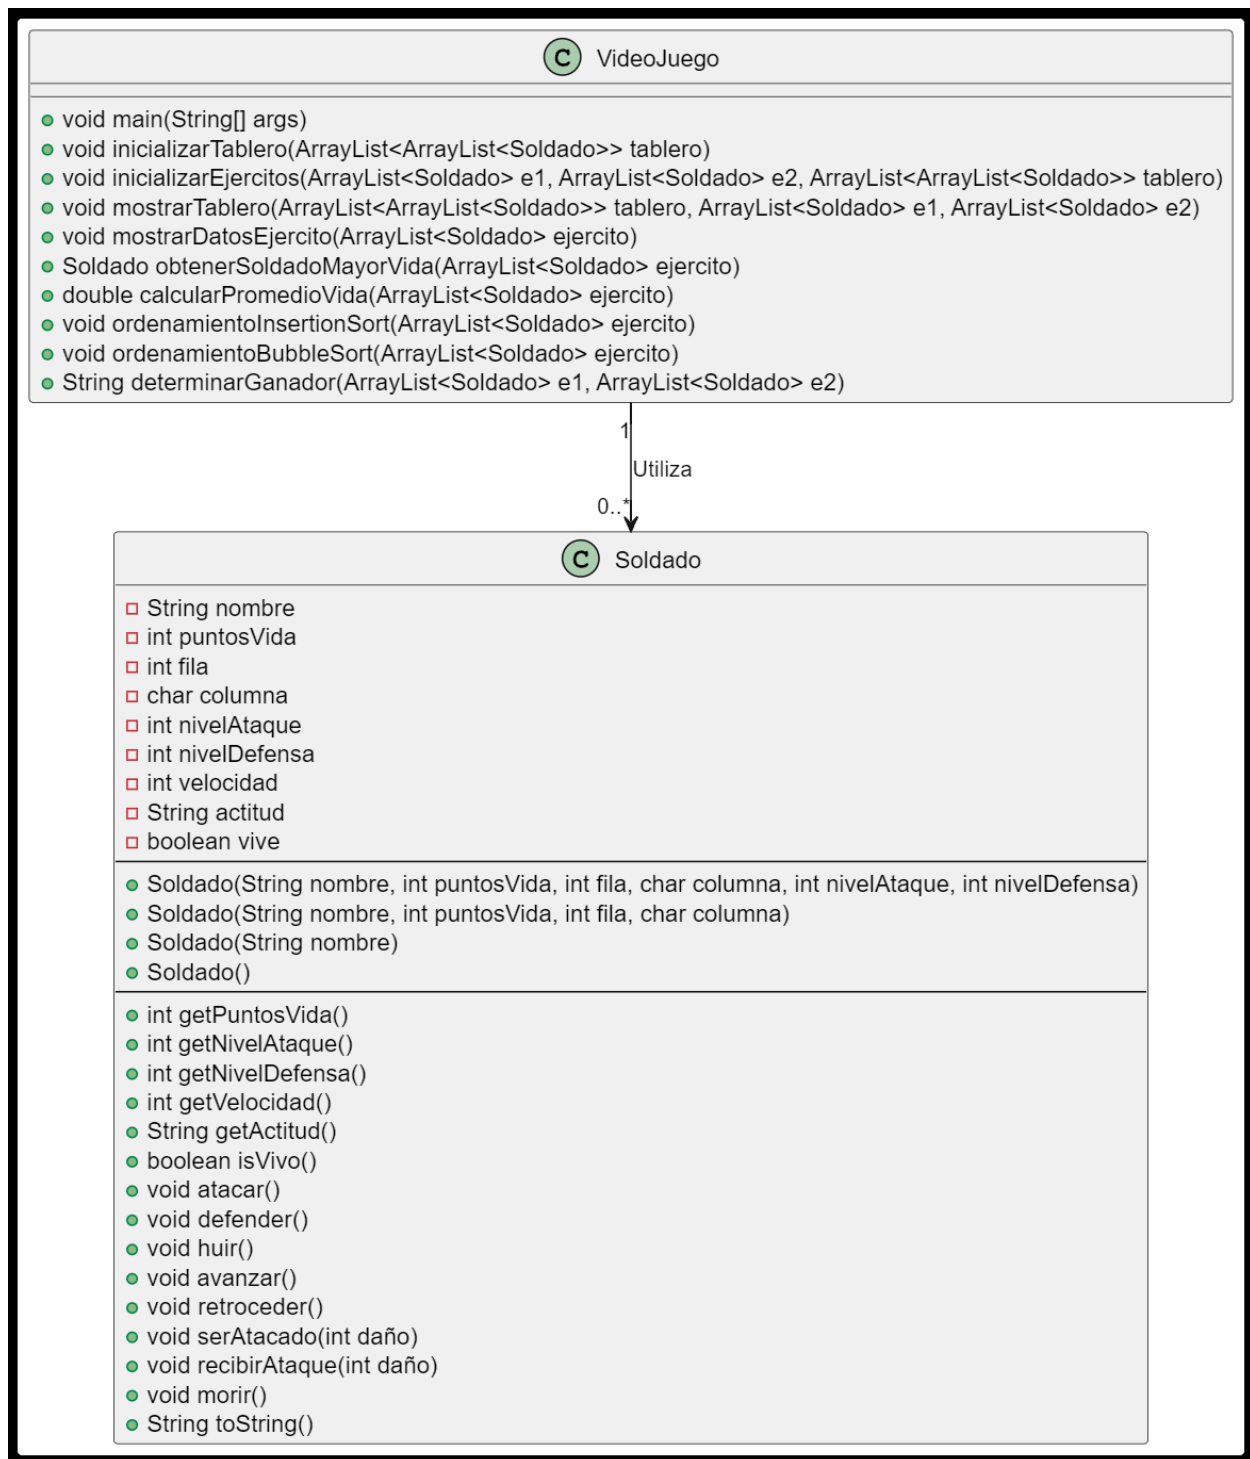 C VideoJuego
void main(String[] args)
void inicializarTablero(ArrayList<ArrayList<Soldado>> tablero)
void inicializarEjercitos(ArrayList<Soldado> e1, ArrayList<Soldado> e2, ArrayList<ArrayList<Soldado>> tablero)
void mostrarTablero(ArrayList<ArrayList<Soldado>> tablero, ArrayList<Soldado> e1, ArrayList<Soldado> e2)
void mostrarDatosEjercito(ArrayList<Soldado> ejercito)
Soldado obtenerSoldadoMayorVida(ArrayList<Soldado> ejercito)
double calcularPromedioVida(ArrayList<Soldado> ejercito)
void ordenamientoInsertionSort(ArrayList<Soldado> ejercito)
void ordenamientoBubbleSort(ArrayList<Soldado> ejercito)
String determinarGanador(ArrayList<Soldado> e1, ArrayList<Soldado> e2)
1
Utiliza
0..*
C Soldado
String nombre
int puntosVida
int fila
char columna
int nivelAtaque
int nivelDefensa
int velocidad
String actitud
boolean vive
Soldado(String nombre, int puntosVida, int fila, char columna, int nivelAtaque, int nivelDefensa)
Soldado(String nombre, int puntosVida, int fila, char columna)
Soldado(String nombre)
Soldado()
int getPuntosVida()
int getNivelAtaque()
int getNivelDefensa()
int getVelocidad()
String getActitud()
boolean isVivo()
void atacar()
void defender()
void huir()
void avanzar()
void retroceder()
void serAtacado(int daño)
void recibirAtaque(int daño)
void morir()
String toString()